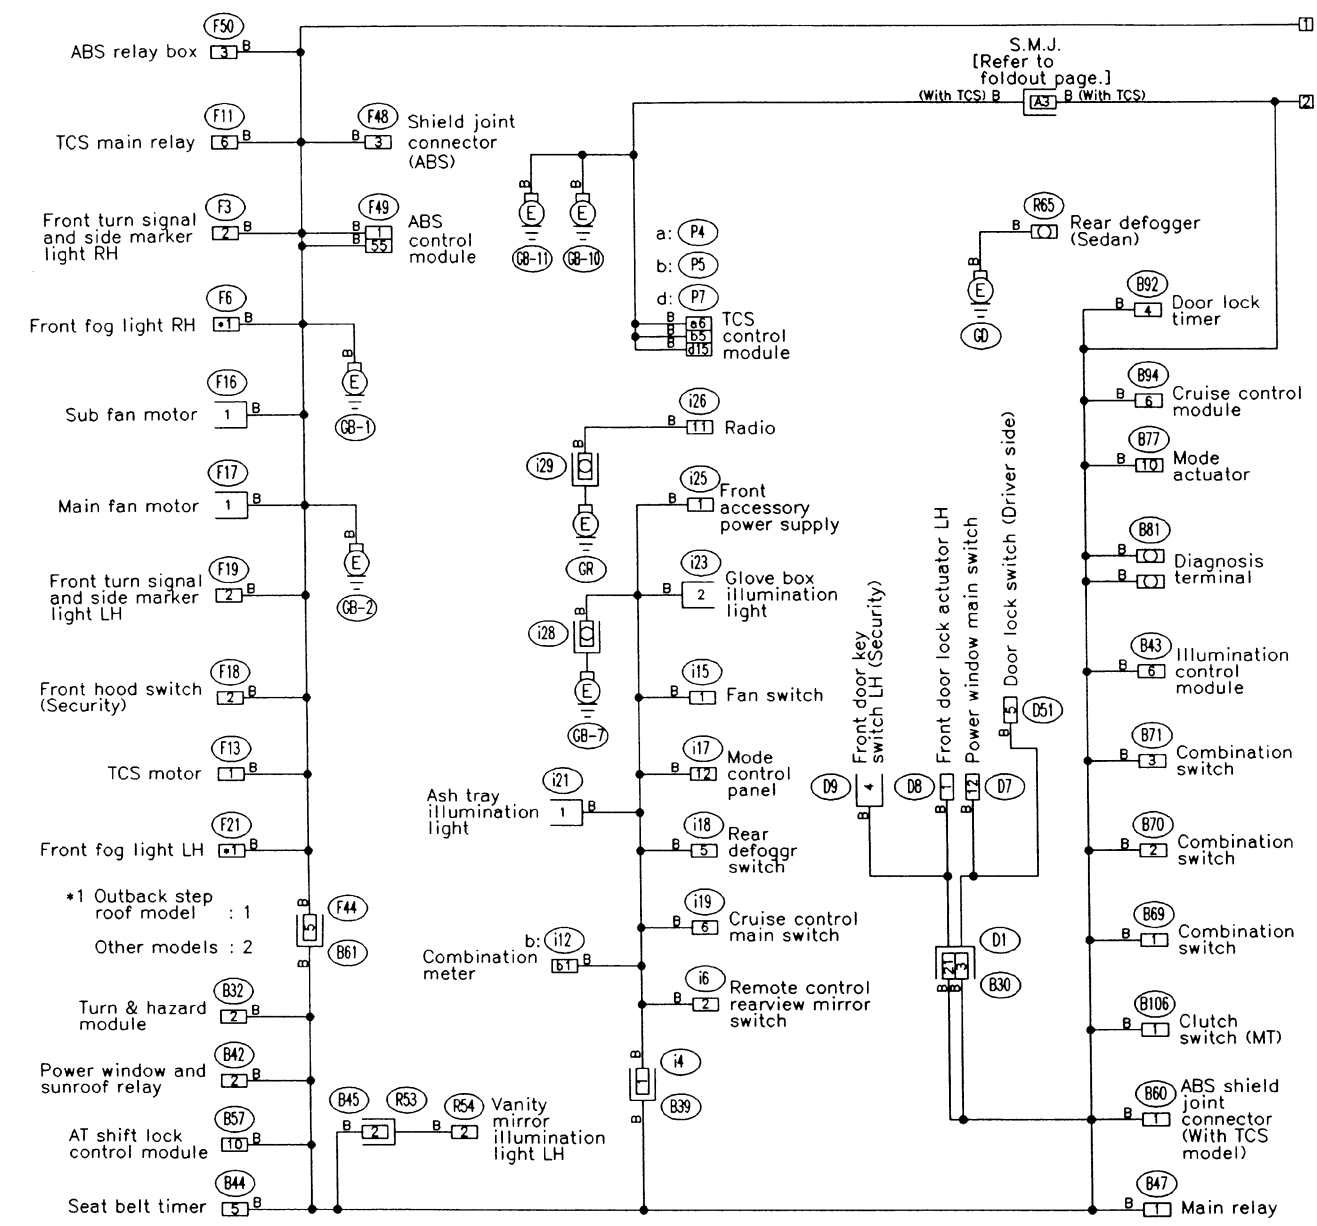 F50
ABS relay box 3 B
1
S.M.J.
[Refer to
foldout page.]
(With TCS) B A3 B (With TCS)
2
F11
TCS main relay 6 B
F48
B 3 Shield joint
connector
(ABS)
F3
Front turn signal
and side marker
light RH
2 B
F49
B 1
B 55
ABS
control
module
B B
E E
GB-11 GB-10
a: P4
b: P5
d: P7
B a6
B b5
B d15
TCS
control
module
R65
B Rear defogger
(Sedan)
B
E
GD
B92
B 4 Door lock
timer
F6
Front fog light RH *1 B
B
E
GB-1
F16
Sub fan motor 1 B
B94
B 6 Cruise control
module
i26
B 11 Radio
B
i29
E
GR
B77
B 10 Mode
actuator
F17
Main fan motor 1 B
B
E
GB-2
i25
B 1 Front
accessory
power supply
B81
B
B
Diagnosis
terminal
F19
Front turn signal
and side marker
light LH
2 B
i23
B 2 Glove box
illumination
light
B
i28
E
GB-7
F18
Front hood switch
(Security)
2 B
i15
B 1 Fan switch
B43
B 6 Illumination
control
module
Front door key
switch LH (Security)
Front door lock actuator LH
Power window main switch
Door lock switch (Driver side)
5 D51
B
D9 4
B
D8 1
B
12 D7
B
F13
TCS motor 1 B
i17
B 12 Mode
control
panel
B71
B 3 Combination
switch
i21
Ash tray
illumination
light
1 B
F21
Front fog light LH *1 B
i18
B 5 Rear
defoggr
switch
B70
B 2 Combination
switch
*1 Outback step
roof model : 1
Other models : 2
B
5 F44
B B61
i19
B 6 Cruise control
main switch
B69
B 1 Combination
switch
b: i12
Combination
meter
b1 B
D1
21 3
B B B30
i6
B 2 Remote control
rearview mirror
switch
B32
Turn & hazard
module
2 B
B106
B 1 Clutch
switch (MT)
B42
Power window and
sunroof relay
2 B
B
i4
1
B39
B
B45 R53 R54
B 2 B 2
Vanity
mirror
illumination
light LH
B60
B 1 ABS shield
joint
connector
(With TCS
model)
B57
AT shift lock
control module
10 B
B44
Seat belt timer 5 B
B47
B 1 Main relay